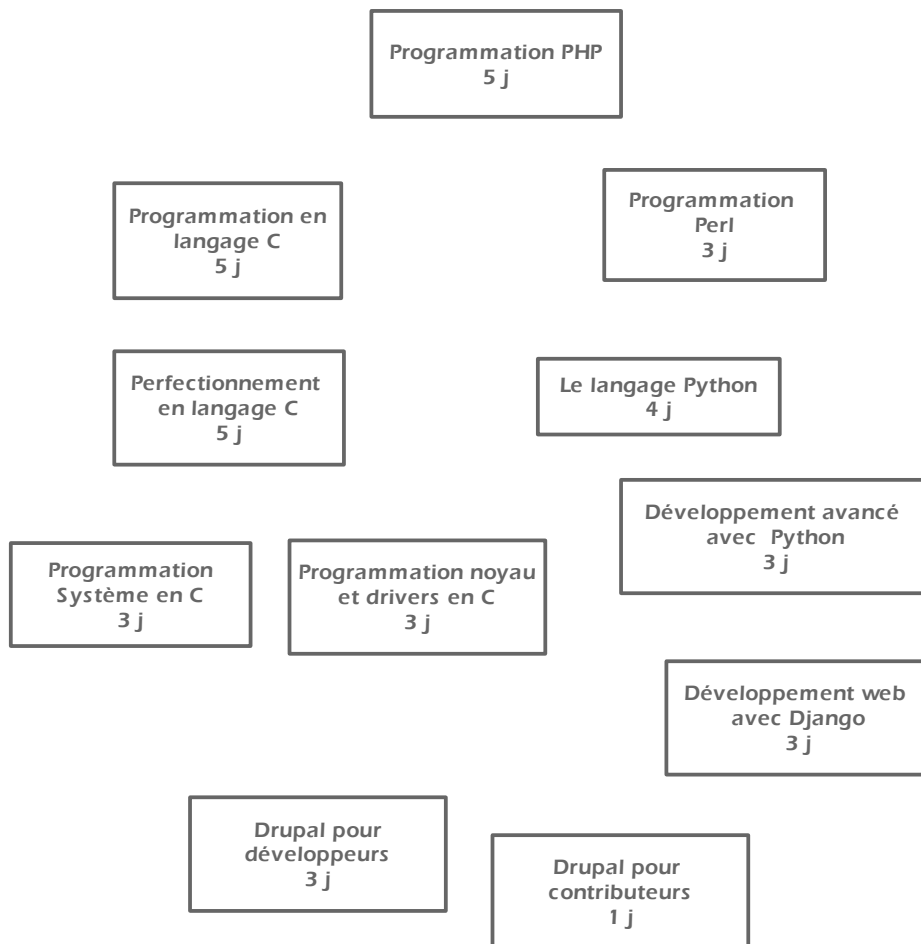 Programmation PHP
5 j
Programmation en
langage C
5 j
Programmation
Perl
3 j
Perfectionnement
en langage C
5 j
Le langage Python
4 j
Développement avancé
avec Python
3 j
Programmation
Système en C
3 j
Programmation noyau
et drivers en C
3 j
Développement web
avec Django
3 j
Drupal pour
développeurs
3 j
Drupal pour
contributeurs
1 j